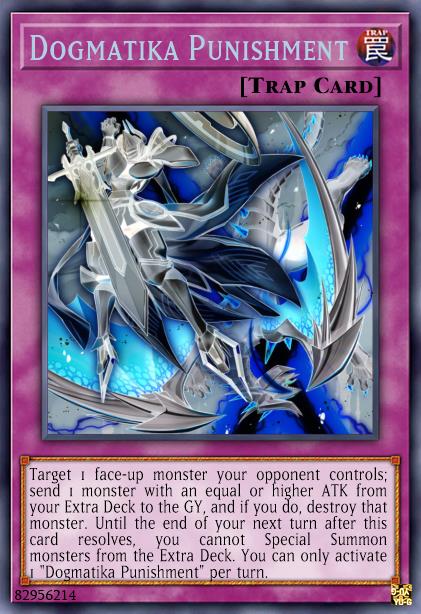 Dogmatika Punishment
TRAP
罠
[Trap Card]
Target 1 face-up monster your opponent controls;
send 1 monster with an equal or higher ATK from
your Extra Deck to the GY, and if you do, destroy that
monster. Until the end of your next turn after this
card resolves, you cannot Special Summon
monsters from the Extra Deck. You can only activate
1 "Dogmatika Punishment" per turn.
82956214